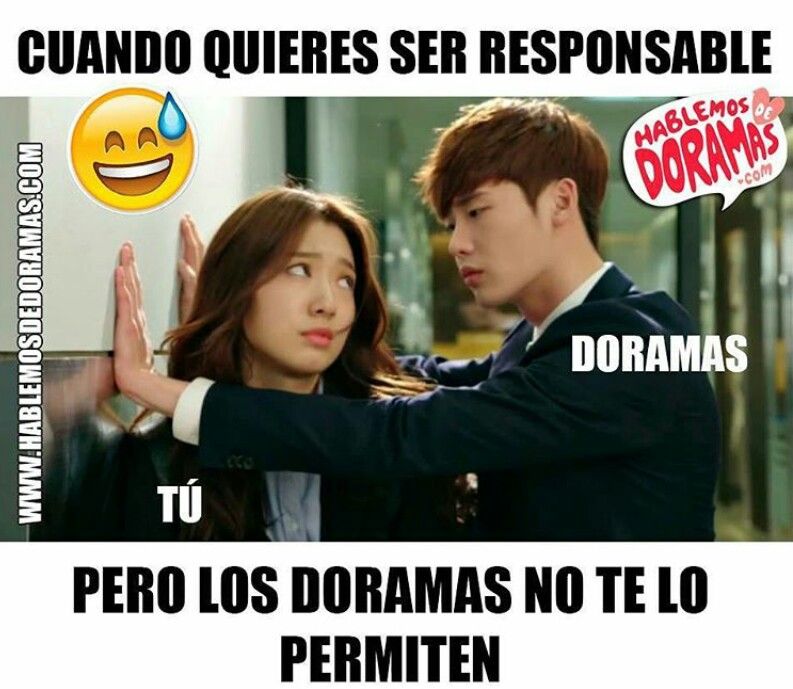 CUANDO QUIERES SER RESPONSABLE
HABLEMOS
DE
DORAMAS
.COM
WWW.HABLEMOSDEDORAMAS.COM
DORAMAS
TÚ
PERO LOS DORAMAS NO TE LO
PERMITEN